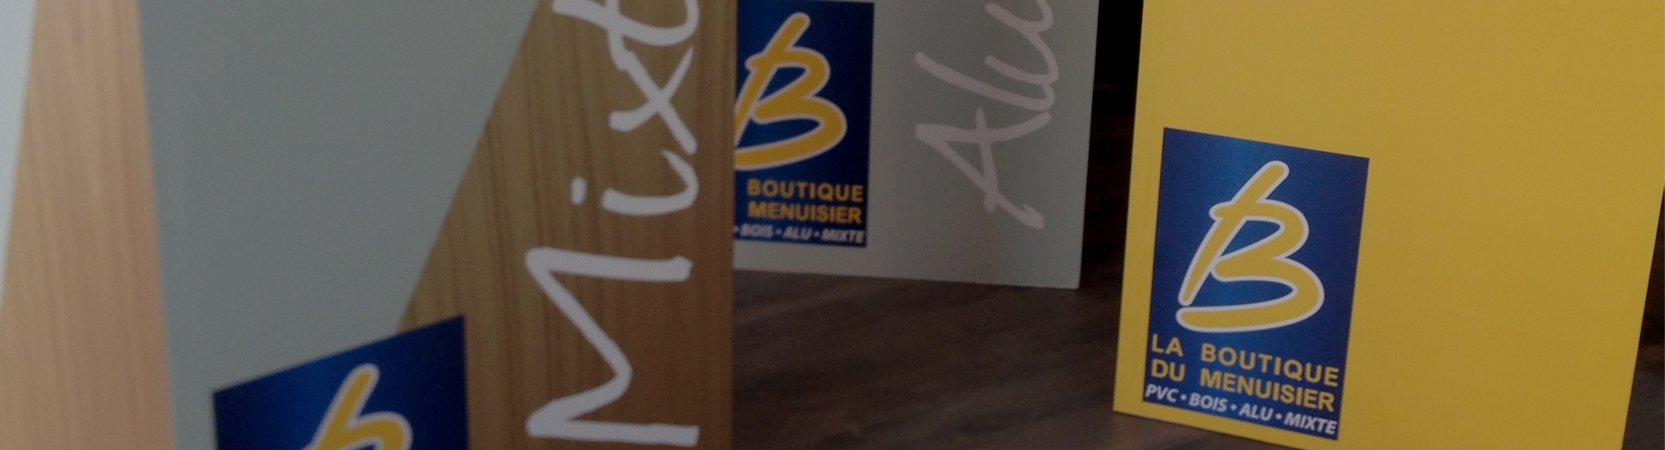 Mixt
B
BOUTIQUE
MENUISIER
• BOIS • ALU • MIXTE
Alu
B
LA BOUTIQUE
DU MENUISIER
PVC • BOIS • ALU • MIXTE
B